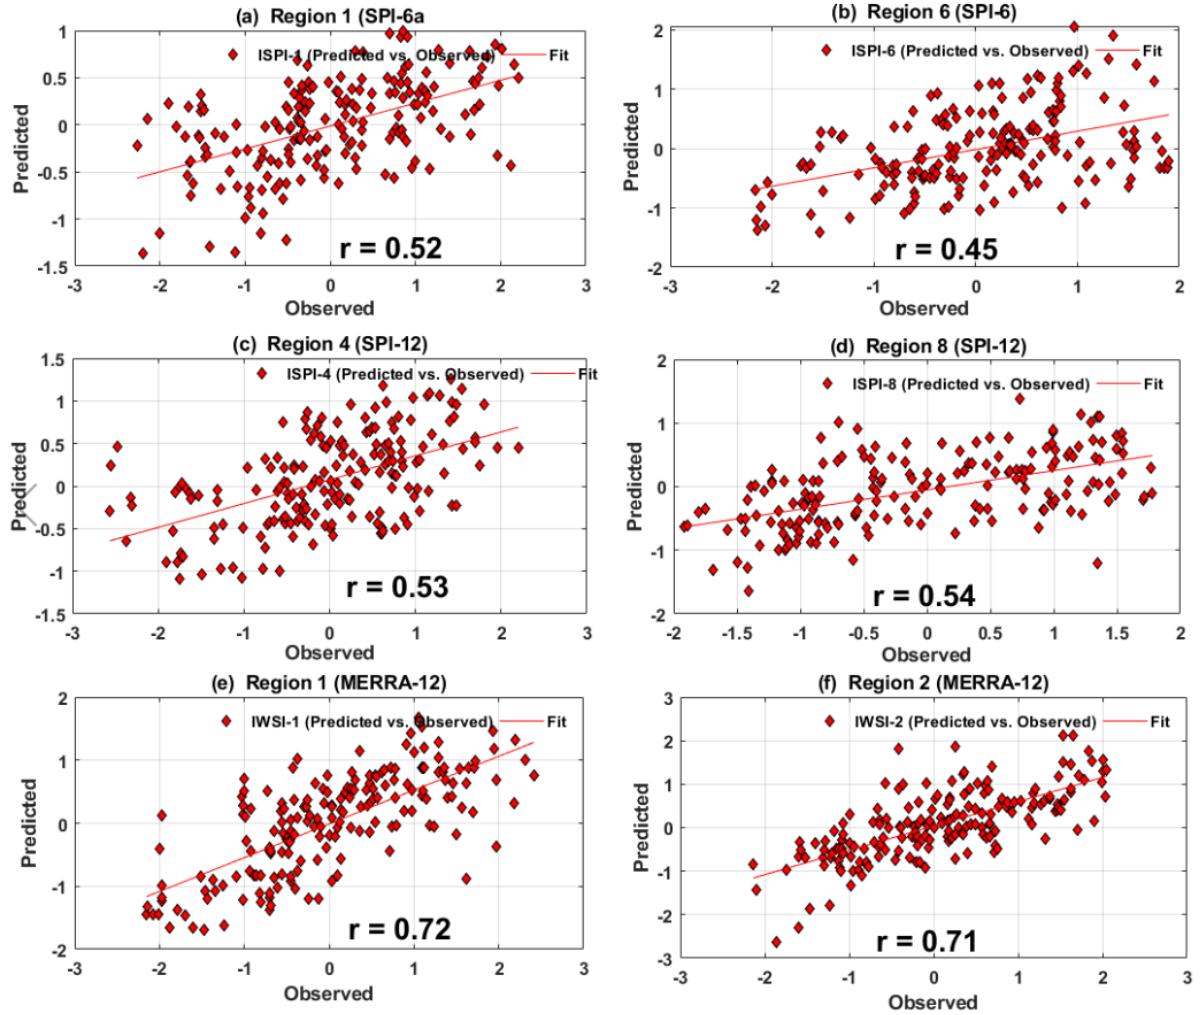 (a) Region 1 (SPI-6a
ISPI-1 (Predicted vs. Observed) Fit
1
0.5
0
-0.5
-1
-1.5
Predicted
r = 0.52
-3 -2 -1 0 1 2 3
Observed
(b) Region 6 (SPI-6)
ISPI-6 (Predicted vs. Observed) Fit
2
1
0
-1
-2
Predicted
r = 0.45
-3 -2 -1 0 1 2
Observed
(c) Region 4 (SPI-12)
ISPI-4 (Predicted vs. Observed) Fit
1.5
1
0.5
0
-0.5
-1
-1.5
Predicted
r = 0.53
-3 -2 -1 0 1 2 3
Observed
(d) Region 8 (SPI-12)
ISPI-8 (Predicted vs. Observed) Fit
2
1
0
-1
-2
Predicted
r = 0.54
-2 -1.5 -1 -0.5 0 0.5 1 1.5 2
Observed
(e) Region 1 (MERRA-12)
IWSI-1 (Predicted vs. Observed) Fit
2
1
0
-1
-2
Predicted
r = 0.72
-3 -2 -1 0 1 2 3
Observed
(f) Region 2 (MERRA-12)
IWSI-2 (Predicted vs. Observed) Fit
3
2
1
0
-1
-2
-3
Predicted
r = 0.71
-3 -2 -1 0 1 2 3
Observed